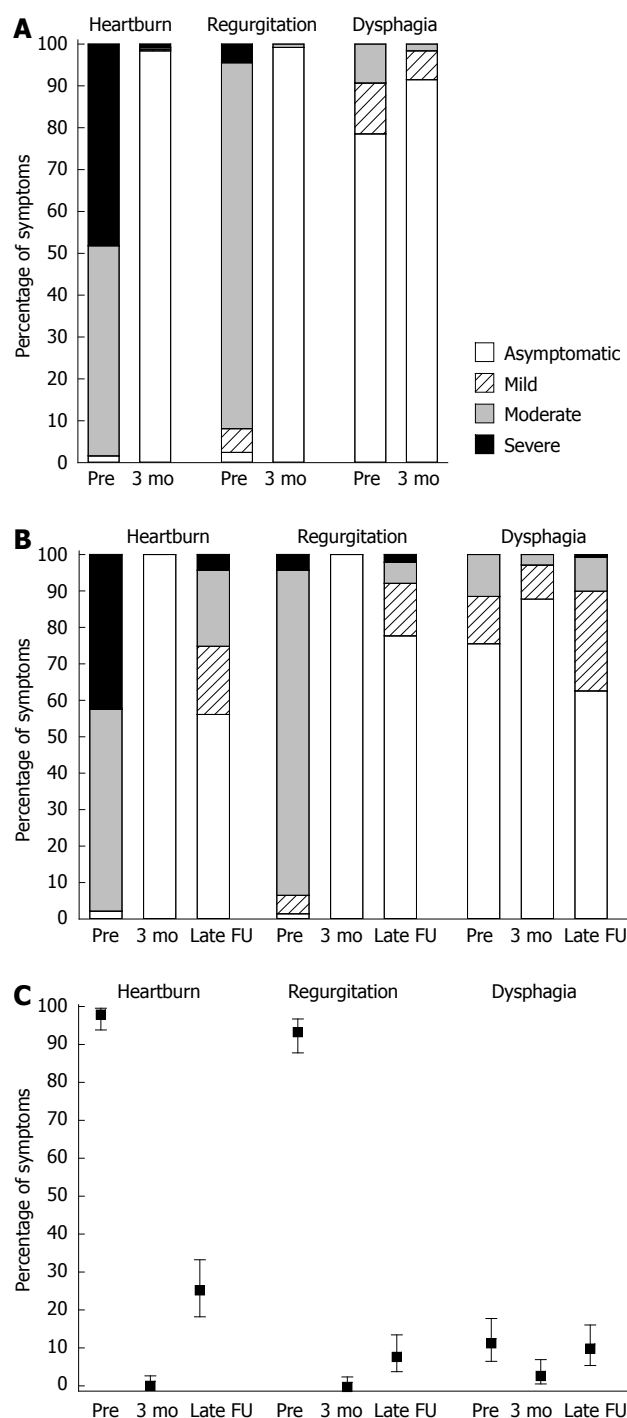 A
Heartburn Regurgitation Dysphagia
100
90
80
70
60
50
40
30
20
10
0
Percentage of symptoms
Pre 3 mo Pre 3 mo Pre 3 mo
Asymptomatic
Mild
Moderate
Severe
B
Heartburn Regurgitation Dysphagia
100
90
80
70
60
50
40
30
20
10
0
Percentage of symptoms
Pre 3 mo Late FU Pre 3 mo Late FU Pre 3 mo Late FU
C
Heartburn Regurgitation Dysphagia
100
90
80
70
60
50
40
30
20
10
0
Percentage of symptoms
Pre 3 mo Late FU Pre 3 mo Late FU Pre 3 mo Late FU